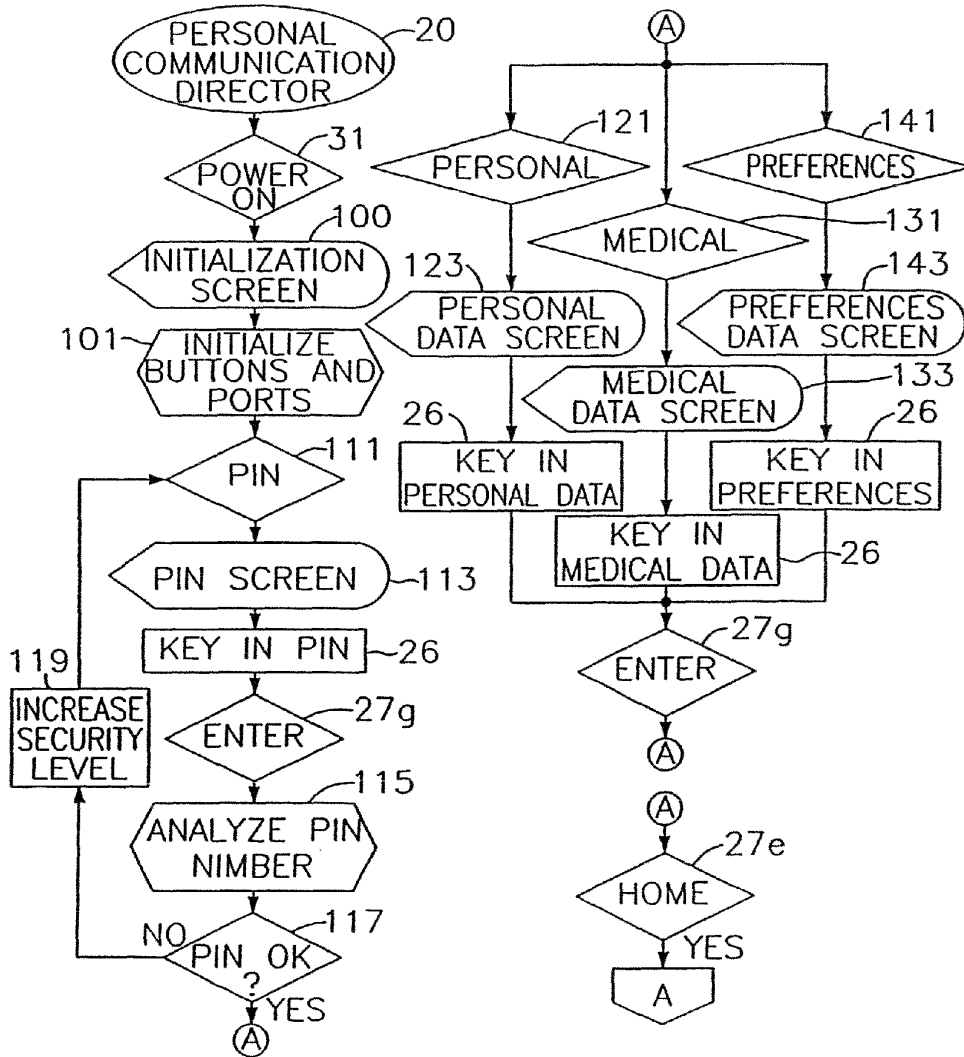 PERSONAL
COMMUNICATION
DIRECTOR
20
POWER
ON
31
INITIALIZATION
SCREEN
100
INITIALIZE
BUTTONS AND
PORTS
101
PIN
111
PIN SCREEN
113
KEY IN PIN
26
ENTER
27g
ANALYZE PIN
NIMBER
115
PIN OK
?
117
NO
YES
A
119
INCREASE
SECURITY
LEVEL
A
PERSONAL
121
PREFERENCES
141
MEDICAL
131
PERSONAL
DATA SCREEN
123
PREFERENCES
DATA SCREEN
143
MEDICAL
DATA SCREEN
133
KEY IN
PERSONAL DATA
26
KEY IN
PREFERENCES
26
KEY IN
MEDICAL DATA
26
ENTER
27g
A
A
HOME
27e
YES
A